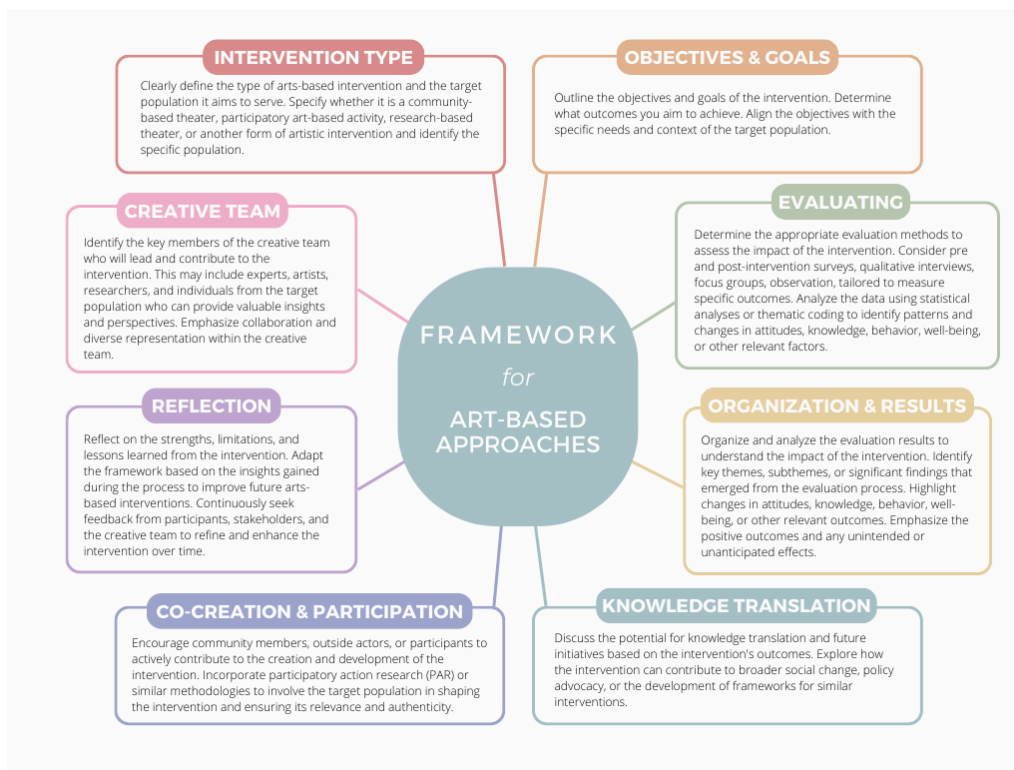 INTERVENTION TYPE
Clearly define the type of arts-based intervention and the target
population it aims to serve. Specify whether it is a community-
based theater, participatory art-based activity, research-based
theater, or another form of artistic intervention and identify the
specific population.
OBJECTIVES & GOALS
Outline the objectives and goals of the intervention. Determine
what outcomes you aim to achieve. Align the objectives with the
specific needs and context of the target population.
CREATIVE TEAM
Identify the key members of the creative team
who will lead and contribute to the
intervention. This may include experts, artists,
researchers, and individuals from the target
population who can provide valuable insights
and perspectives. Emphasize collaboration and
diverse representation within the creative
team.
EVALUATING
Determine the appropriate evaluation methods to
assess the impact of the intervention. Consider pre
and post-intervention surveys, qualitative interviews,
focus groups, observation, tailored to measure
specific outcomes. Analyze the data using statistical
analyses or thematic coding to identify patterns and
changes in attitudes, knowledge, behavior, well-being,
or other relevant factors.
FRAMEWORK
for
ART-BASED
APPROACHES
REFLECTION
Reflect on the strengths, limitations, and
lessons learned from the intervention. Adapt
the framework based on the insights gained
during the process to improve future arts-
based interventions. Continuously seek
feedback from participants, stakeholders, and
the creative team to refine and enhance the
intervention over time.
ORGANIZATION & RESULTS
Organize and analyze the evaluation results to
understand the impact of the intervention. Identify
key themes, subthemes, or significant findings that
emerged from the evaluation process. Highlight
changes in attitudes, knowledge, behavior, well-
being, or other relevant outcomes. Emphasize the
positive outcomes and any unintended or
unanticipated effects.
CO-CREATION & PARTICIPATION
Encourage community members, outside actors, or participants to
actively contribute to the creation and development of the
intervention. Incorporate participatory action research (PAR) or
similar methodologies to involve the target population in shaping
the intervention and ensuring its relevance and authenticity.
KNOWLEDGE TRANSLATION
Discuss the potential for knowledge translation and future
initiatives based on the intervention's outcomes. Explore how
the intervention can contribute to broader social change, policy
advocacy, or the development of frameworks for similar
interventions.